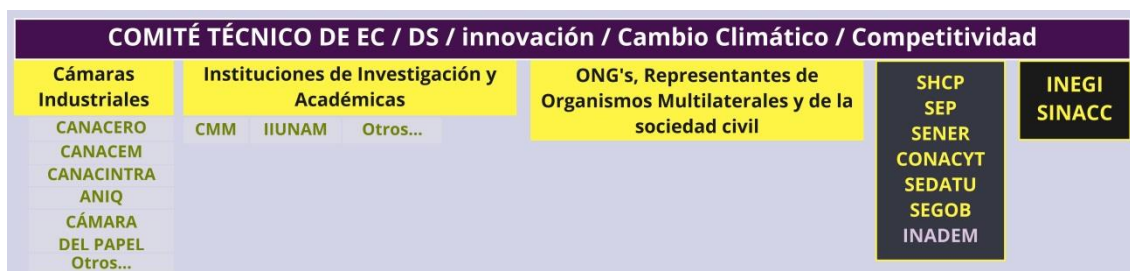 COMITÉ TÉCNICO DE EC / DS / innovación / Cambio Climático / Competitividad
Cámaras
Industriales
CANACERO
CANACEM
CANACINTRA
ANIQ
CÁMARA
DEL PAPEL
Otros...
Instituciones de Investigación y
Académicas
CMM IIUNAM Otros...
ONG's, Representantes de
Organismos Multilaterales y de la
sociedad civil
SHCP
SEP
SENER
CONACYT
SEDATU
SEGOB
INADEM
INEGI
SINACC